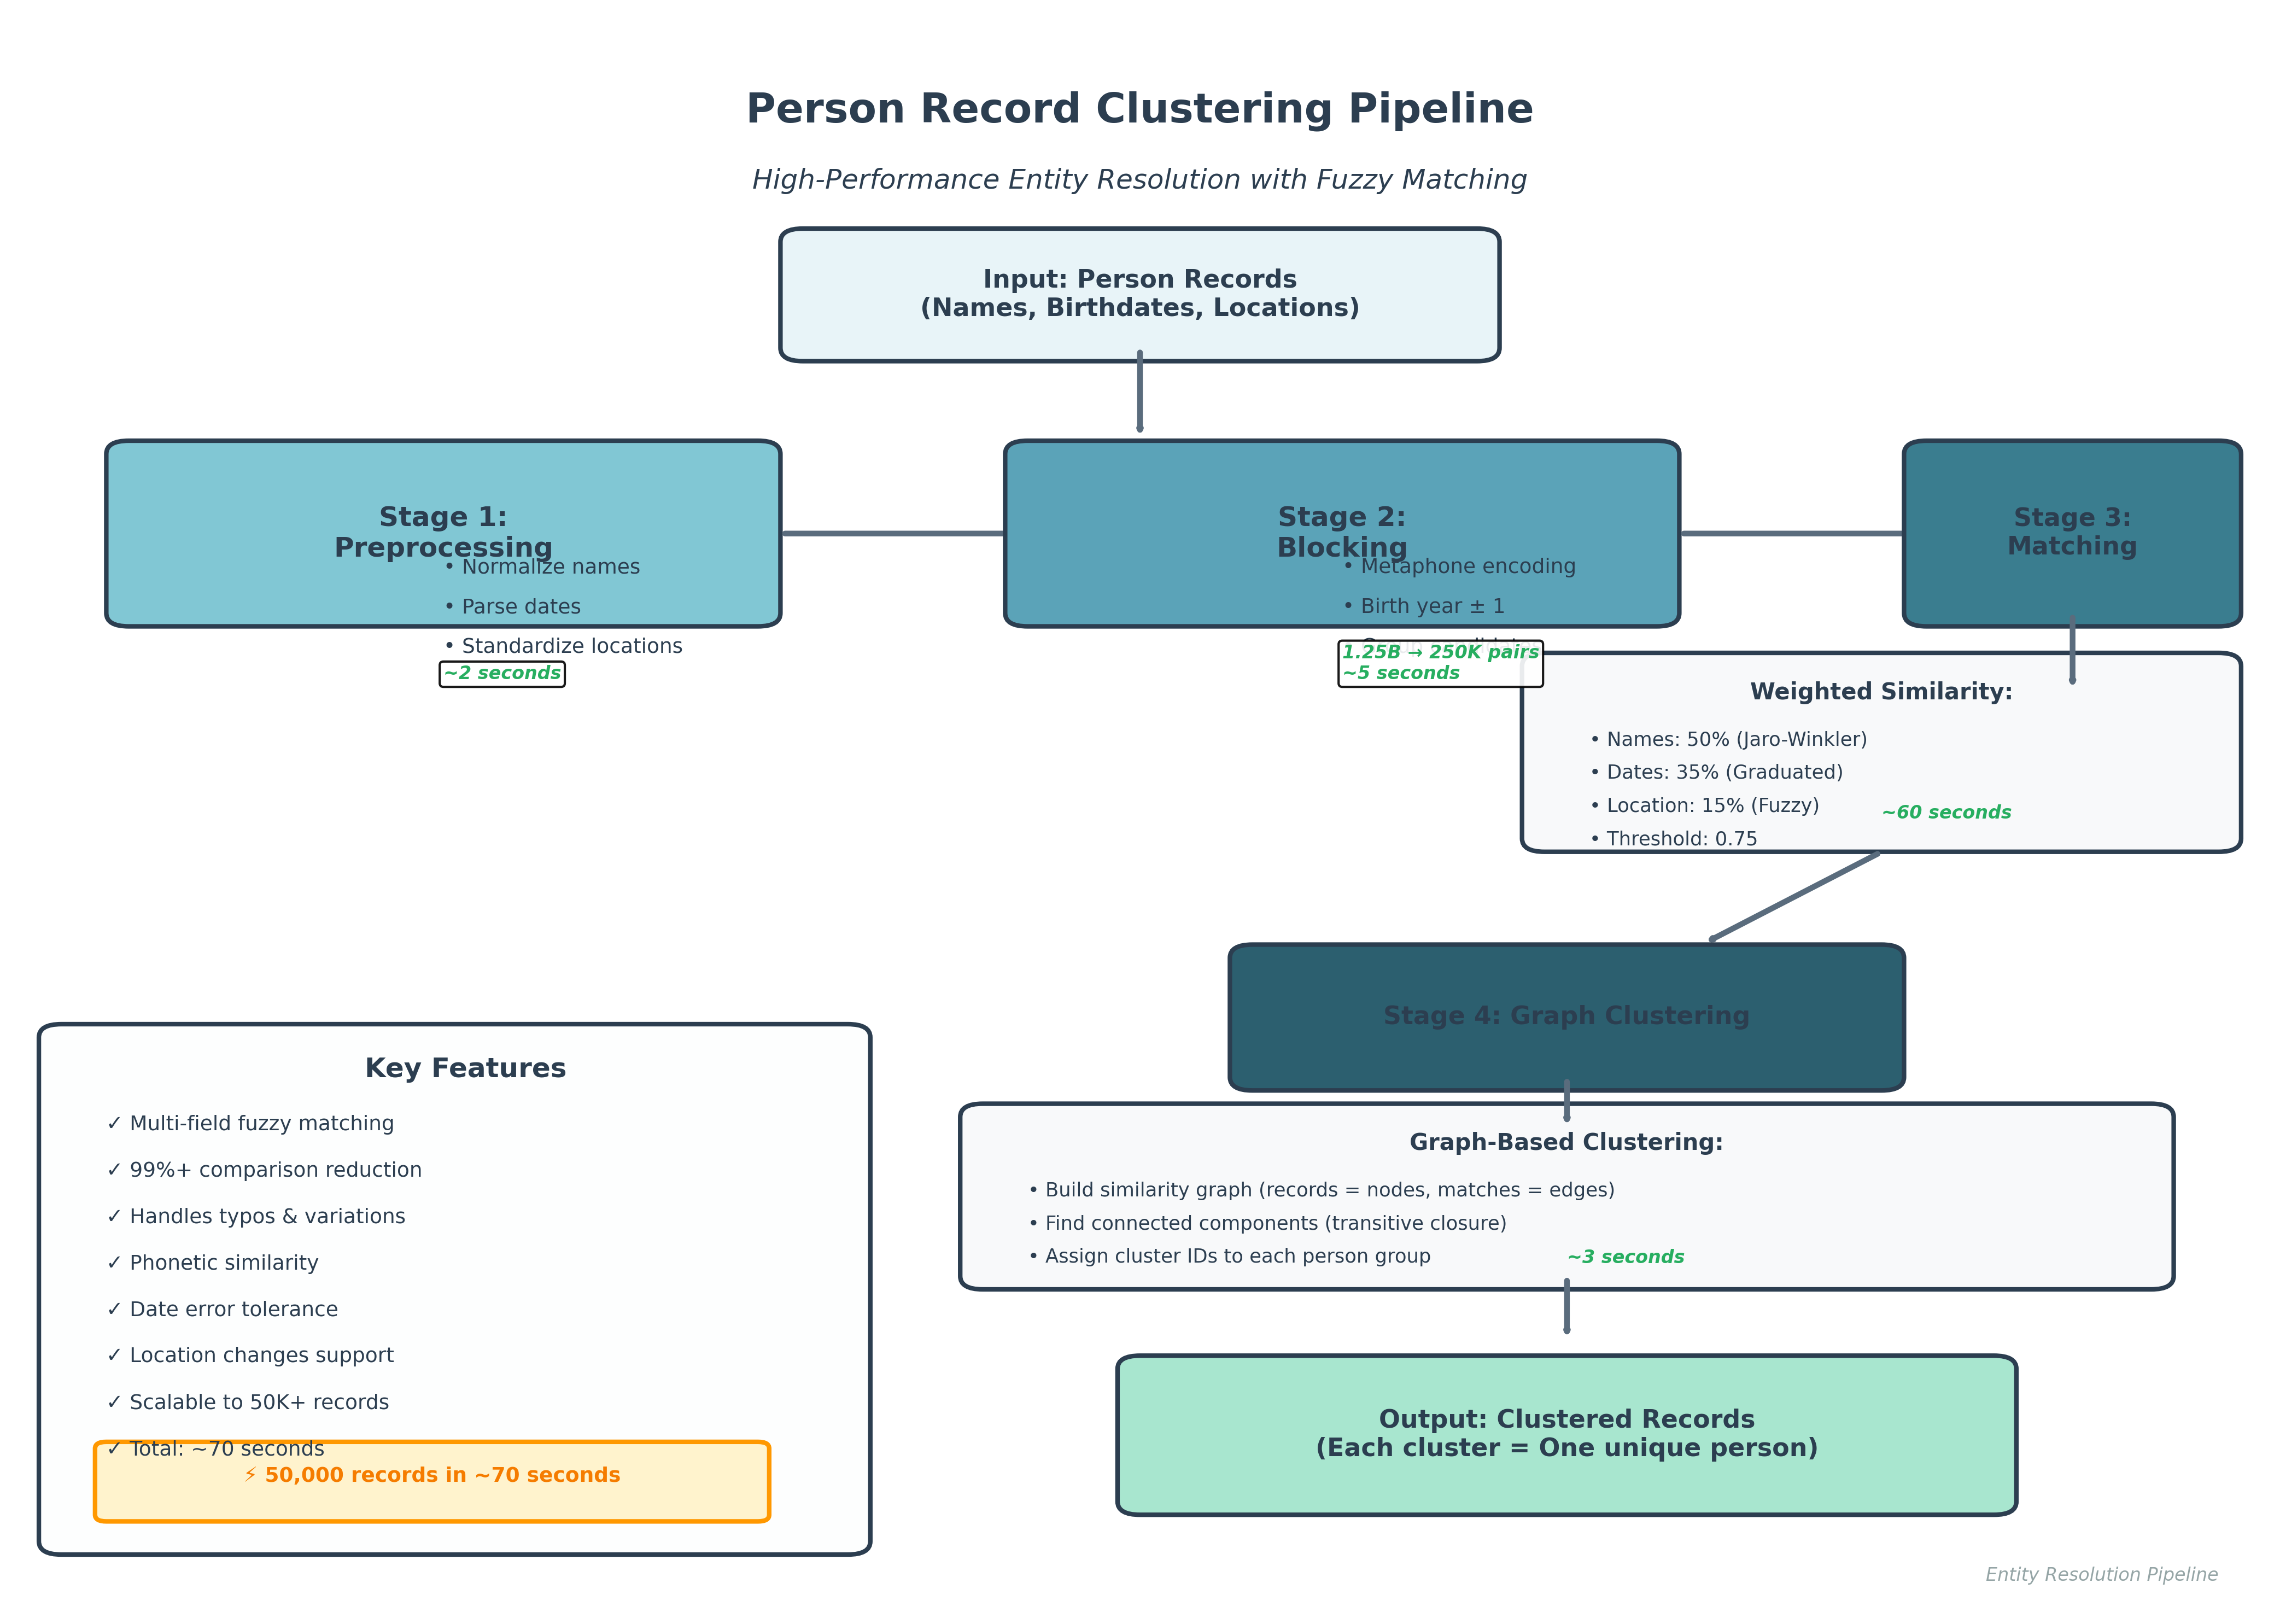 Person Record Clustering Pipeline
High-Performance Entity Resolution with Fuzzy Matching
Input: Person Records
(Names, Birthdates, Locations)
Stage 1:
Preprocessing
• Normalize names
• Parse dates
• Standardize locations
~2 seconds
Stage 2:
Blocking
• Metaphone encoding
• Birth year ± 1
•
1.25B → 250K pairs
~5 seconds
Stage 3:
Matching
Weighted Similarity:
• Names: 50% (Jaro-Winkler)
• Dates: 35% (Graduated)
• Location: 15% (Fuzzy)
~60 seconds
• Threshold: 0.75
Stage 4: Graph Clustering
Graph-Based Clustering:
• Build similarity graph (records = nodes, matches = edges)
• Find connected components (transitive closure)
• Assign cluster IDs to each person group
~3 seconds
Output: Clustered Records
(Each cluster = One unique person)
Key Features
✓ Multi-field fuzzy matching
✓ 99%+ comparison reduction
✓ Handles typos & variations
✓ Phonetic similarity
✓ Date error tolerance
✓ Location changes support
✓ Scalable to 50K+ records
✓ Total: ~70 seconds
⚡ 50,000 records in ~70 seconds
Entity Resolution Pipeline